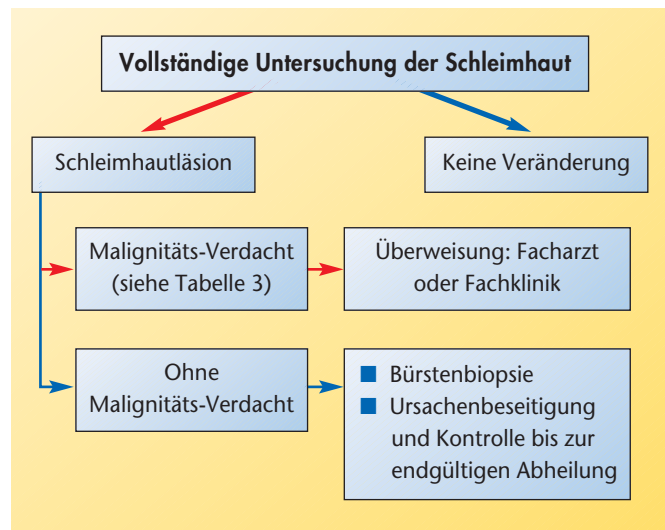 Vollständige Untersuchung der Schleimhaut
Schleimhautläsion
Keine Veränderung
Malignitäts-Verdacht
(siehe Tabelle 3)
Überweisung: Facharzt
oder Fachklinik
Ohne
Malignitäts-Verdacht
■ Bürstenbiopsie
■ Ursachenbeseitigung
und Kontrolle bis zur
endgültigen Abheilung